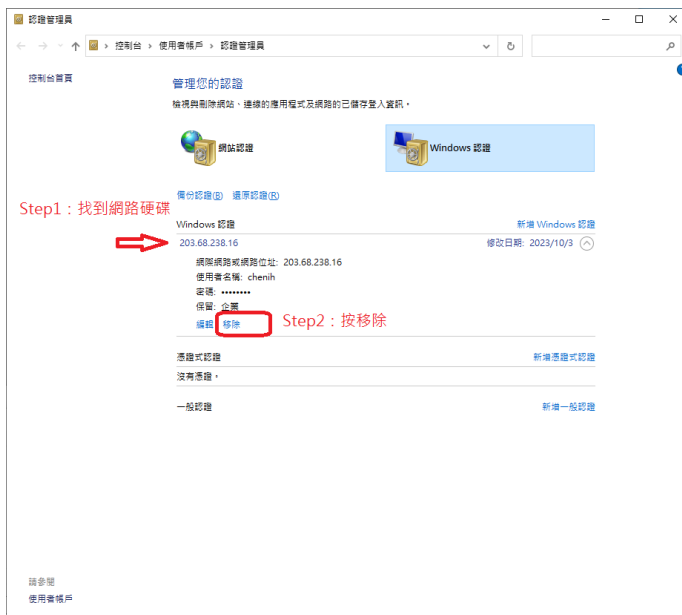 認證管理員
控制台 › 使用者帳戶 › 認證管理員
控制台首頁
管理您的認證
檢視與刪除網站、連線的應用程式及網路的已儲存登入資訊。
網站認證
Windows 認證
備份認證(B) 還原認證(R)
Step1：找到網路硬碟
Windows 認證 新增 Windows 認證
203.68.238.16 修改日期: 2023/10/3
網際網路或網路位址: 203.68.238.16
使用者名稱: chenih
密碼: ••••••••
保留: 企業
編輯 移除
Step2：按移除
憑證式認證 新增憑證式認證
沒有憑證。
一般認證 新增一般認證
請參閱
使用者帳戶